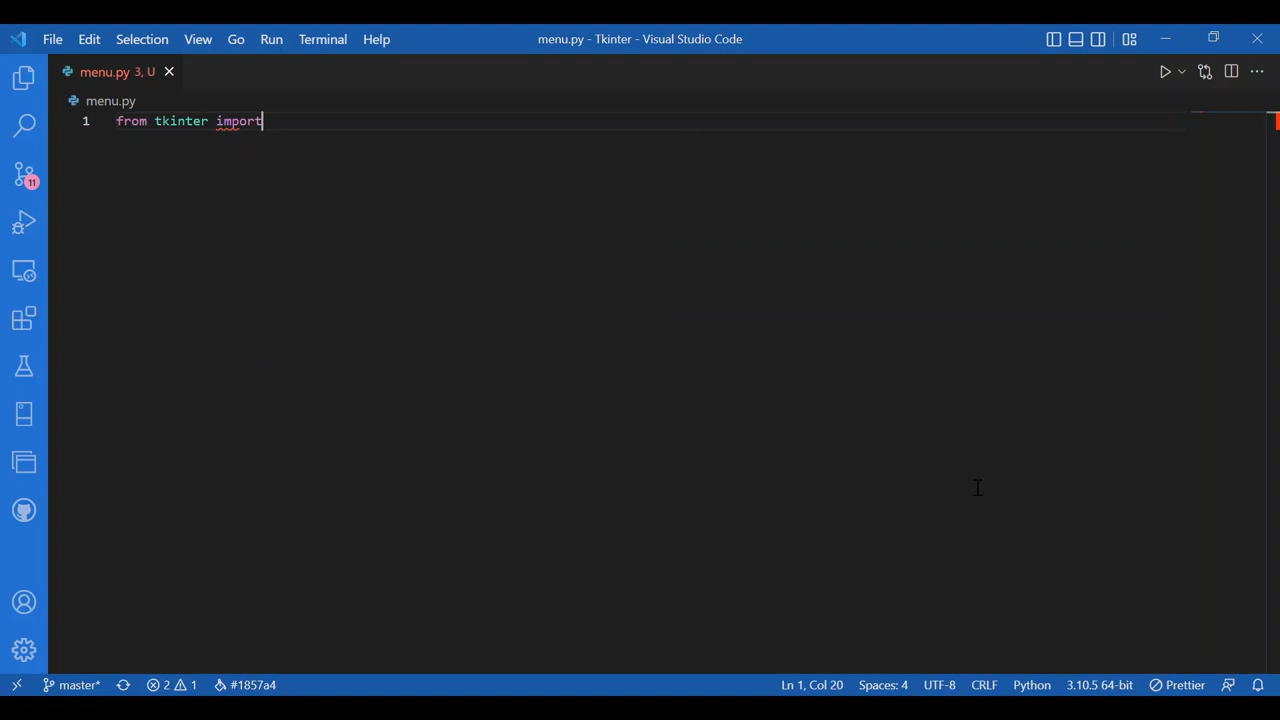 File Edit Selection View Go Run Terminal Help menu.py - Tkinter - Visual Studio Code
menu.py 3, U
menu.py
1 from tkinter import
11
master* 2 1 #1857a4 Ln 1, Col 20 Spaces: 4 UTF-8 CRLF Python 3.10.5 64-bit Prettier